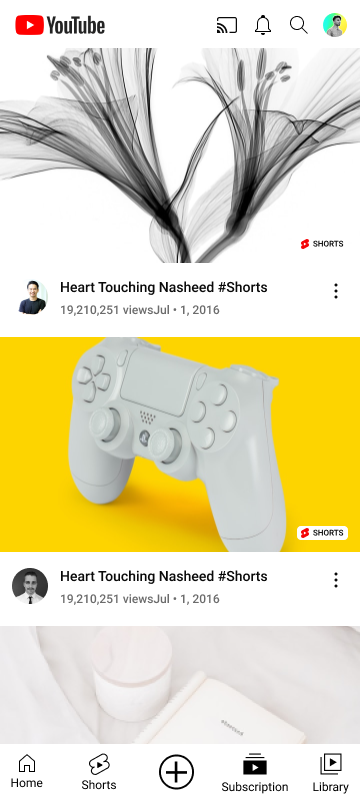 YouTube
SHORTS
Heart Touching Nasheed #Shorts
19,210,251 viewsJul • 1, 2016
SHORTS
Heart Touching Nasheed #Shorts
19,210,251 viewsJul • 1, 2016
Home
Shorts
Subscription
Library